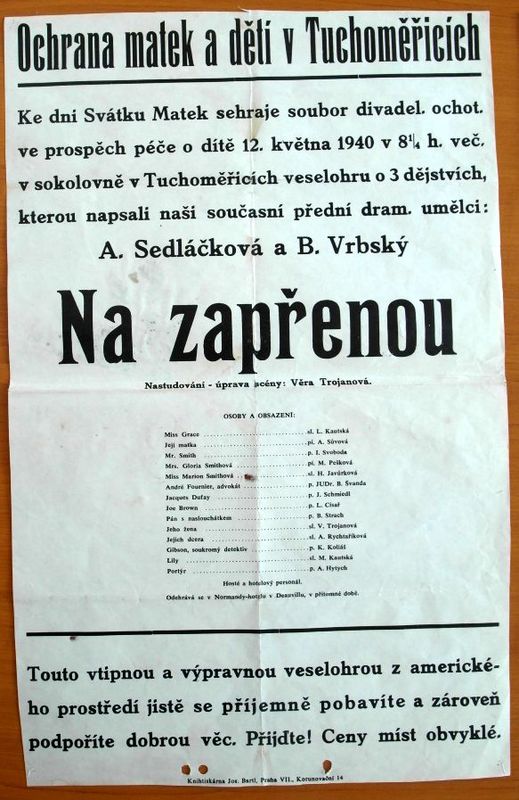 Ochrana matek a dětí v Tuchoměřicích
Ke dni Svátku Matek sehraje soubor divadel. ochot.
ve prospěch péče o dítě 12. května 1940 v 8¼ h. več.
v sokolovně v Tuchoměřicích veselohru o 3 dějstvích,
kterou napsali naši současní přední dram. umělci:
A. Sedláčková a B. Vrbský
Na zapřenou
Nastudování - úprava scény: Věra Trojanová.
OSOBY A OBSAZENÍ:
Miss Grace ........ sl. L. Kautská
Její matka ........ pí. A. Sůvová
Mr. Smith ........ p. I. Svoboda
Mrs. Gloria Smithová ........ pí. M. Pešková
Miss Marion Smithová ........ sl. H. Javůrková
André Fournier, advokát ........ p. JUDr. B. Švanda
Jacques Dufay ........ p. J. Schmiedl
Joe Brown ........ p. L. Císař
Pán s naslouchátkem ........ p. B. Strach
Jeho žena ........ sl. V. Trojanová
Jejich dcera ........ sl. A. Rychtaříková
Gibson, soukromý detektiv ........ p. K. Koliáš
Lily ........ sl. M. Kautská
Portýr ........ p. A. Hytych
Hosté a hotelový personál.
Odehrává se v Normandy-hotelu v Deauvillu, v přítomné době.
Touto vtipnou a výpravnou veselohrou z americké-
ho prostředí jistě se příjemně pobavíte a zároveň
podpoříte dobrou věc. Přijďte! Ceny míst obvyklé.
Knihtiskárna Jos. Bartl, Praha VII., Korunovační 14